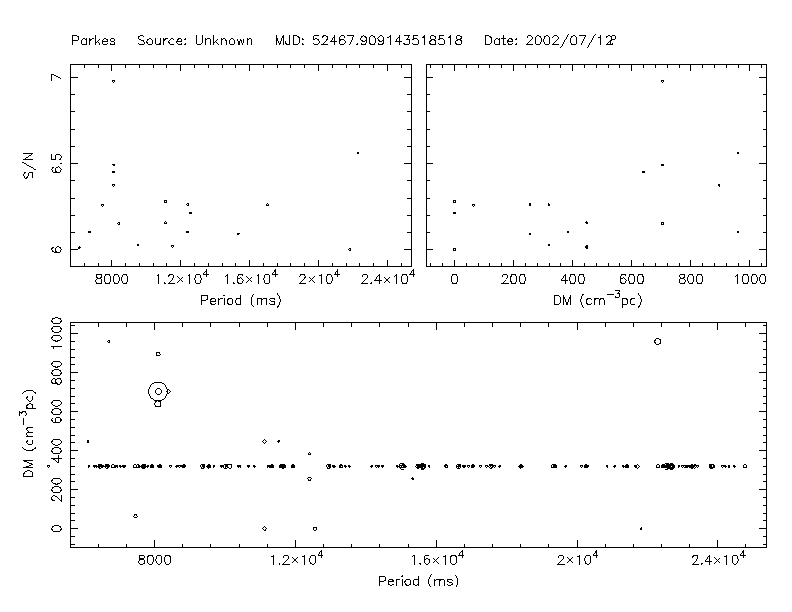 Parkes Source: Unknown MJD: 52467.909143518518 Date: 2002/07/12?
7
6.5
6
S/N
8000 1.2×10⁴ 1.6×10⁴ 2×10⁴ 2.4×10⁴
Period (ms)
0 200 400 600 800 1000
DM (cm⁻³pc)
1000
800
600
400
200
0
DM (cm⁻³pc)
8000 1.2×10⁴ 1.6×10⁴ 2×10⁴ 2.4×10⁴
Period (ms)